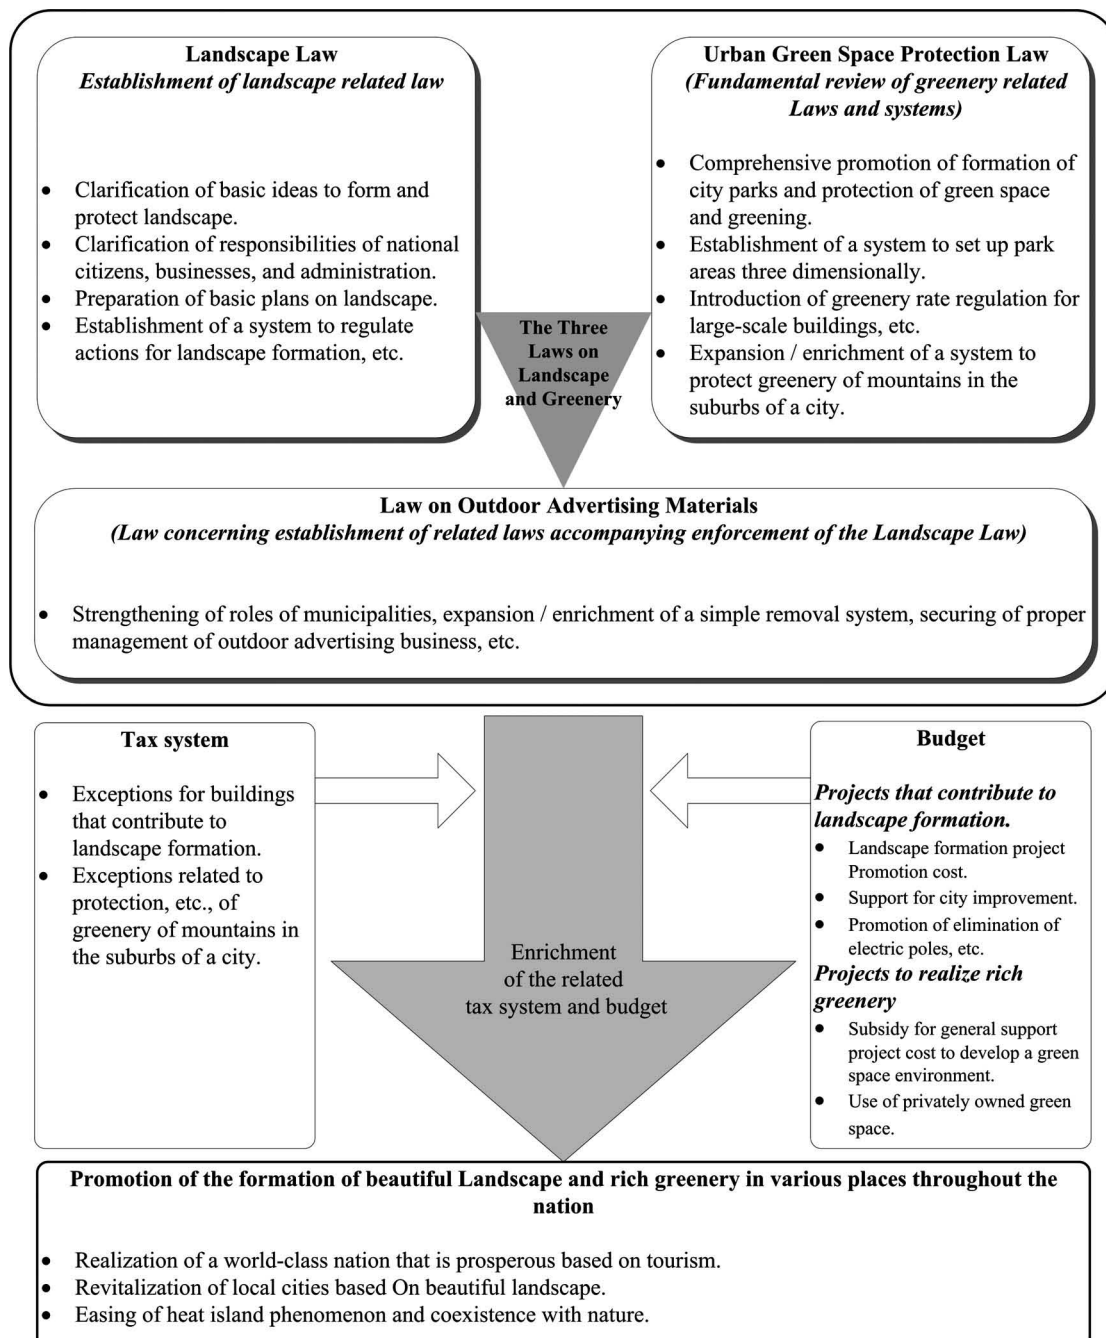 Landscape Law
Establishment of landscape related law
• Clarification of basic ideas to form and
protect landscape.
• Clarification of responsibilities of national
citizens, businesses, and administration.
• Preparation of basic plans on landscape.
• Establishment of a system to regulate
actions for landscape formation, etc.
Urban Green Space Protection Law
(Fundamental review of greenery related
Laws and systems)
• Comprehensive promotion of formation of
city parks and protection of green space
and greening.
• Establishment of a system to set up park
areas three dimensionally.
• Introduction of greenery rate regulation for
large-scale buildings, etc.
• Expansion / enrichment of a system to
protect greenery of mountains in the
suburbs of a city.
The Three
Laws on
Landscape
and Greenery
Law on Outdoor Advertising Materials
(Law concerning establishment of related laws accompanying enforcement of the Landscape Law)
• Strengthening of roles of municipalities, expansion / enrichment of a simple removal system, securing of proper
management of outdoor advertising business, etc.
Tax system
• Exceptions for buildings
that contribute to
landscape formation.
• Exceptions related to
protection, etc., of
greenery of mountains in
the suburbs of a city.
Enrichment
of the related
tax system and budget
Budget
Projects that contribute to
landscape formation.
• Landscape formation project
Promotion cost.
• Support for city improvement.
• Promotion of elimination of
electric poles, etc.
Projects to realize rich
greenery
• Subsidy for general support
project cost to develop a green
space environment.
• Use of privately owned green
space.
Promotion of the formation of beautiful Landscape and rich greenery in various places throughout the
nation
• Realization of a world-class nation that is prosperous based on tourism.
• Revitalization of local cities based On beautiful landscape.
• Easing of heat island phenomenon and coexistence with nature.